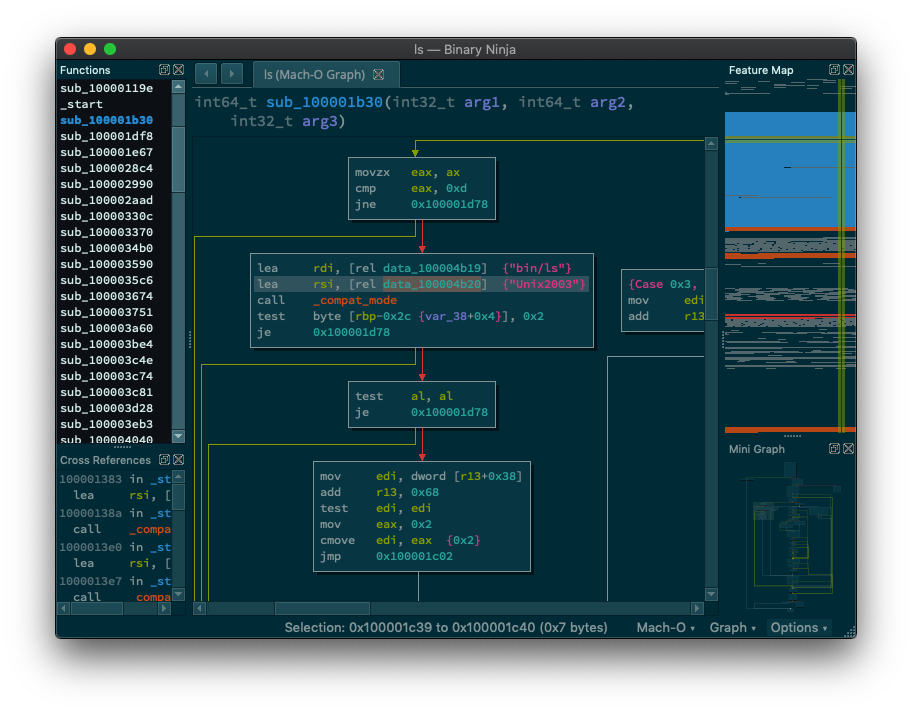 ls — Binary Ninja
Functions
sub_10000119e
_start
sub_100001b30
sub_100001df8
sub_100001e67
sub_1000028c4
sub_100002990
sub_100002aad
sub_10000330c
sub_100003370
sub_1000034b0
sub_100003590
sub_1000035c6
sub_100003674
sub_100003751
sub_100003a60
sub_100003be4
sub_100003c4e
sub_100003c74
sub_100003c81
sub_100003d28
sub_100003eb3
sub_100004040
Cross References
100001383 in _st
lea rsi, [
10000138a in _st
call _compa
1000013e0 in _st
lea rsi, [
1000013e7 in _st
call _compa
ls (Mach-O Graph)
int64_t sub_100001b30(int32_t arg1, int64_t arg2,
int32_t arg3)
movzx eax, ax
cmp eax, 0xd
jne 0x100001d78
lea rdi, [rel data_100004b19] {"bin/ls"}
lea rsi, [rel data_100004b20] {"Unix2003"}
call _compat_mode
test byte [rbp-0x2c {var_38+0x4}], 0x2
je 0x100001d78
{Case 0x3,
mov edi
add r13
test al, al
je 0x100001d78
mov edi, dword [r13+0x38]
add r13, 0x68
test edi, edi
mov eax, 0x2
cmove edi, eax {0x2}
jmp 0x100001c02
Feature Map
Mini Graph
Selection: 0x100001c39 to 0x100001c40 (0x7 bytes)
Mach-O
Graph
Options